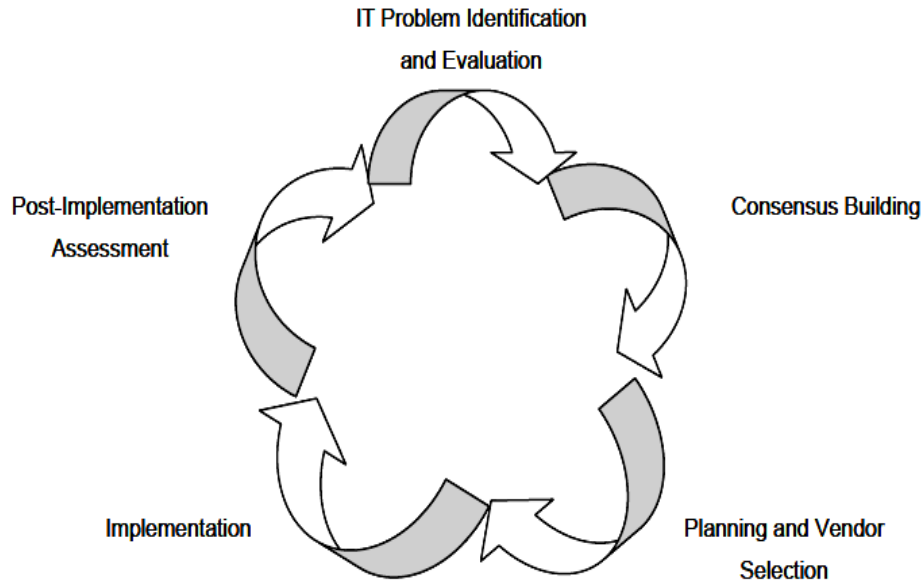 IT Problem Identification
and Evaluation
Post-Implementation
Assessment
Consensus Building
Implementation
Planning and Vendor
Selection